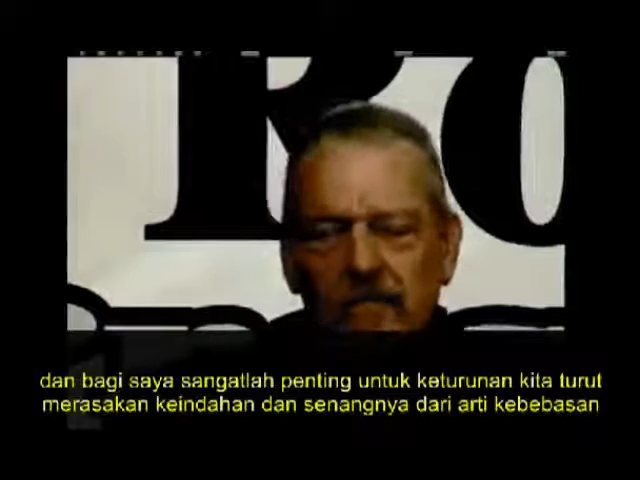 dan bagi saya sangatlah penting untuk keturunan kita turut
merasakan keindahan dan senangnya dari arti kebebasan